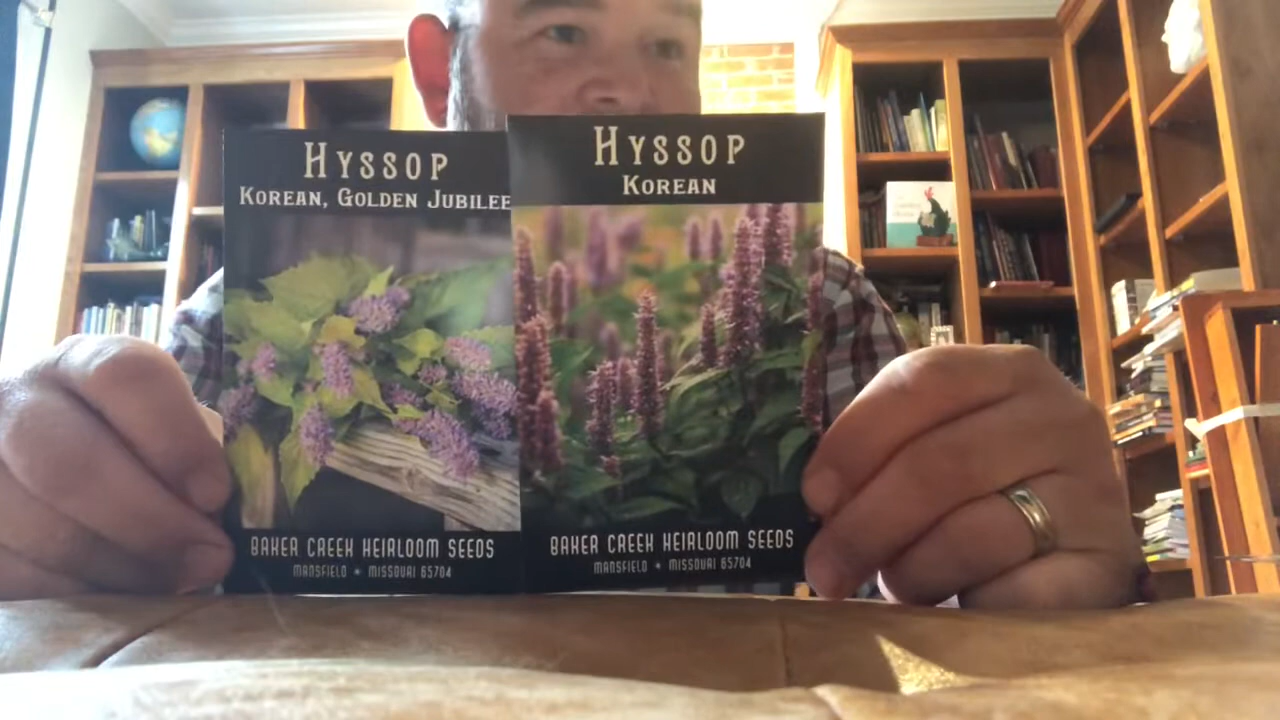 HYSSOP
KOREAN, GOLDEN JUBILEE
BAKER CREEK HEIRLOOM SEEDS
MANSFIELD * MISSOURI 65704
HYSSOP
KOREAN
BAKER CREEK HEIRLOOM SEEDS
MANSFIELD * MISSOURI 65704